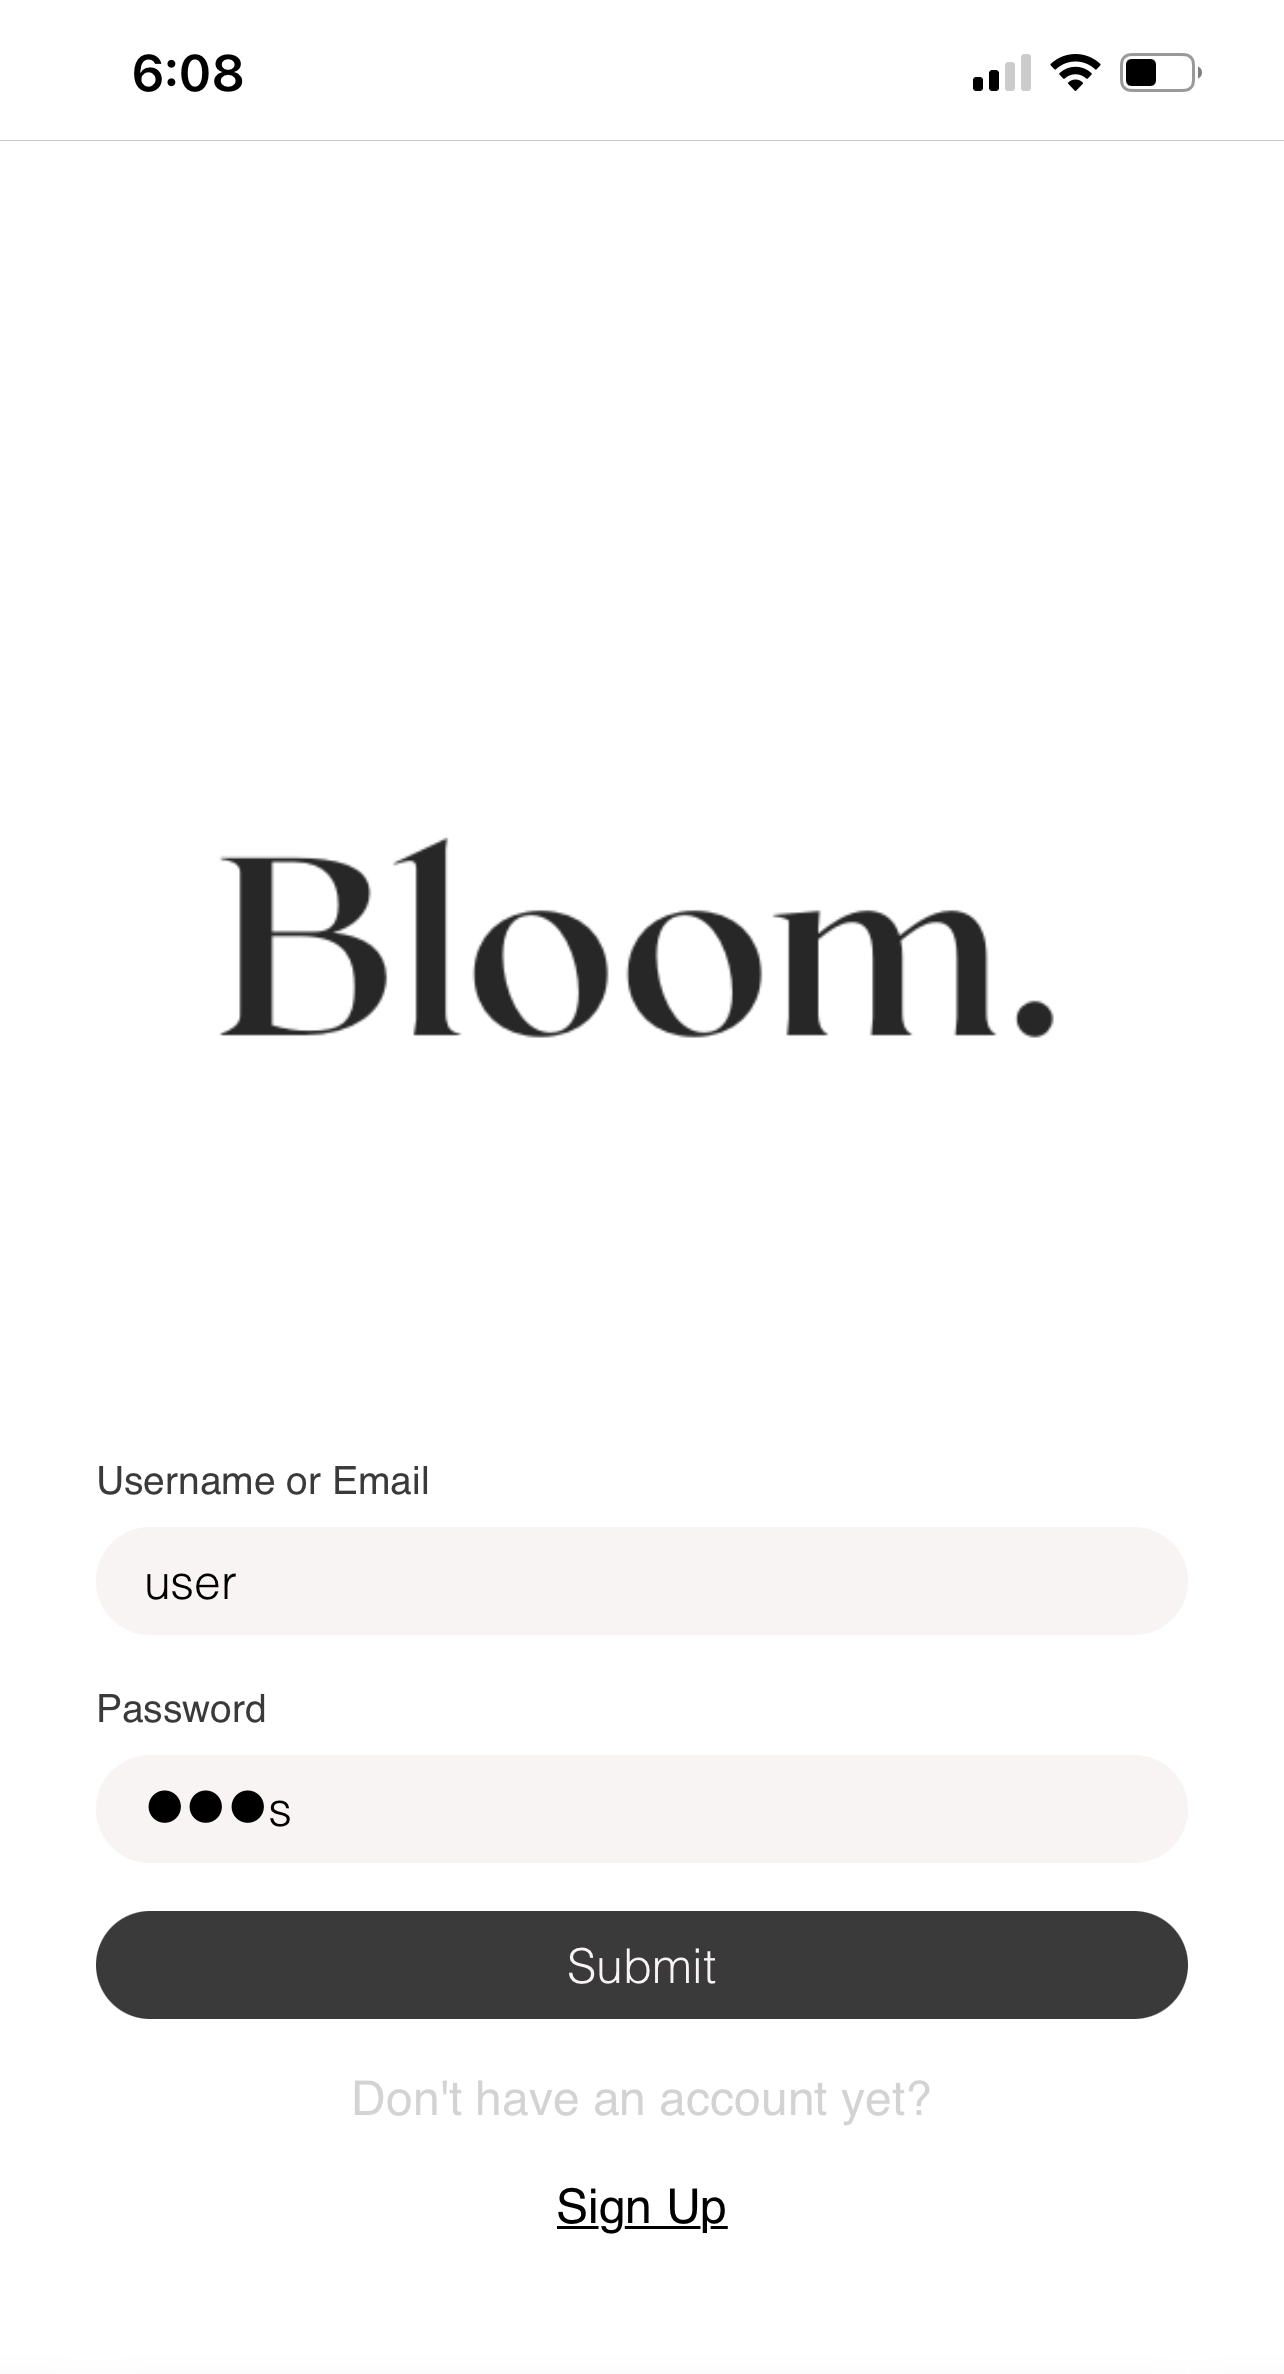 6:08
Bloom.
Username or Email
user
Password
●●●s
Submit
Don't have an account yet?
Sign Up